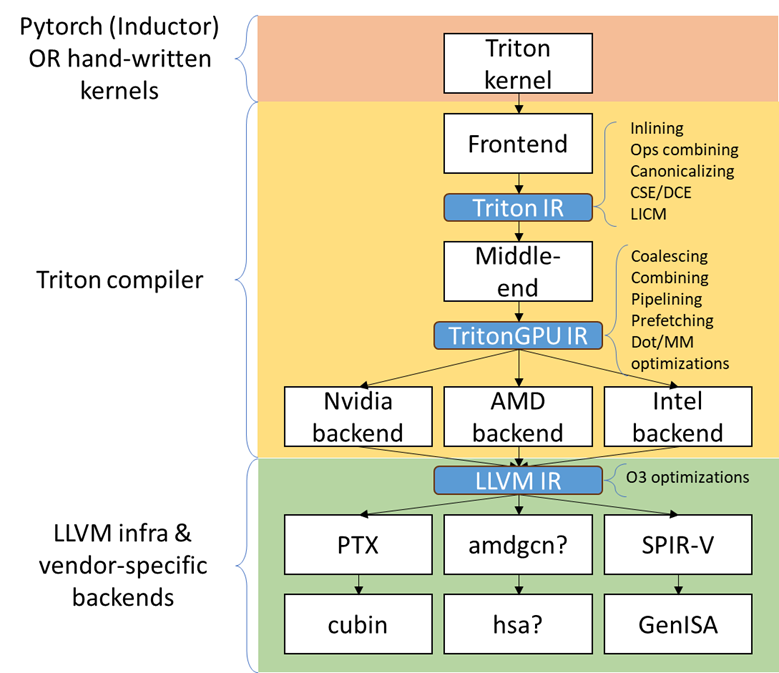 Pytorch (Inductor)
OR hand-written
kernels
Triton
kernel
Triton compiler
Frontend
Triton IR
Inlining
Ops combining
Canonicalizing
CSE/DCE
LICM
Middle-
end
TritonGPU IR
Coalescing
Combining
Pipelining
Prefetching
Dot/MM
optimizations
Nvidia
backend
AMD
backend
Intel
backend
LLVM infra &
vendor-specific
backends
LLVM IR
O3 optimizations
PTX
amdgcn?
SPIR-V
cubin
hsa?
GenISA